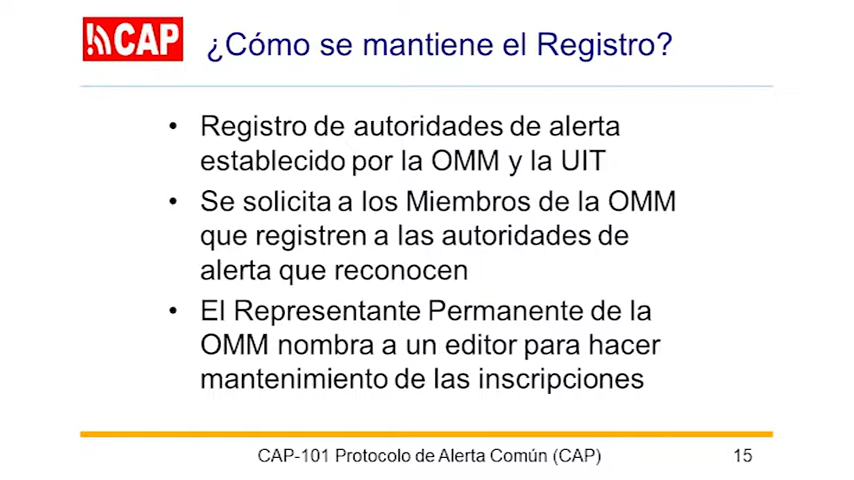 CAP
¿Cómo se mantiene el Registro?
• Registro de autoridades de alerta
establecido por la OMM y la UIT
• Se solicita a los Miembros de la OMM
que registren a las autoridades de
alerta que reconocen
• El Representante Permanente de la
OMM nombra a un editor para hacer
mantenimiento de las inscripciones
CAP-101 Protocolo de Alerta Común (CAP)
15